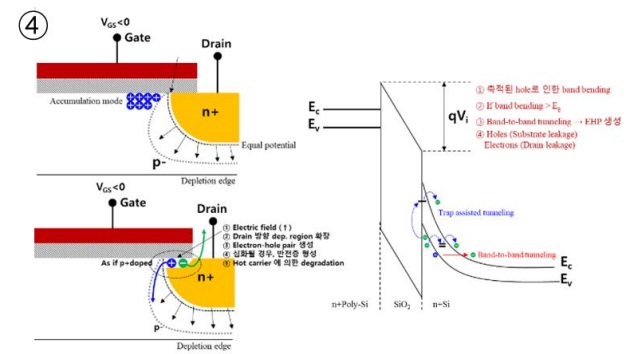 ④
V_GS<0
Gate
Drain
Accumulation mode
n+
Equal potential
p-
Depletion edge
V_GS<0
Gate
Drain
① Electric field (↑)
② Drain 방향 dep. region 확장
③ Electron-hole pair 생성
④ 심화될 경우, 반전층 형성
⑤ Hot carrier 에 의한 degradation
As if p+doped
n+
p-
Depletion edge
① 축적된 hole로 인한 band bending
② If band bending > E_g
③ Band-to-band tunneling → EHP 생성
④ Holes (Substrate leakage)
Electrons (Drain leakage)
E_c
E_v
qV_i
Trap assisted tunneling
Band-to-band tunneling
E_c
E_v
n+Poly-Si
SiO₂
n+Si